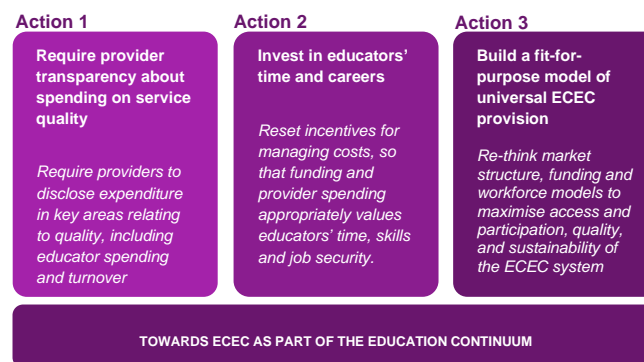 Action 1
Require provider
transparency about
spending on service
quality
Require providers to
disclose expenditure
in key areas relating
to quality, including
educator spending
and turnover
Action 2
Invest in educators’
time and careers
Reset incentives for
managing costs, so
that funding and
provider spending
appropriately values
educators’ time, skills
and job security.
Action 3
Build a fit-for-
purpose model of
universal ECEC
provision
Re-think market
structure, funding and
workforce models to
maximise access and
participation, quality,
and sustainability of
the ECEC system
TOWARDS ECEC AS PART OF THE EDUCATION CONTINUUM